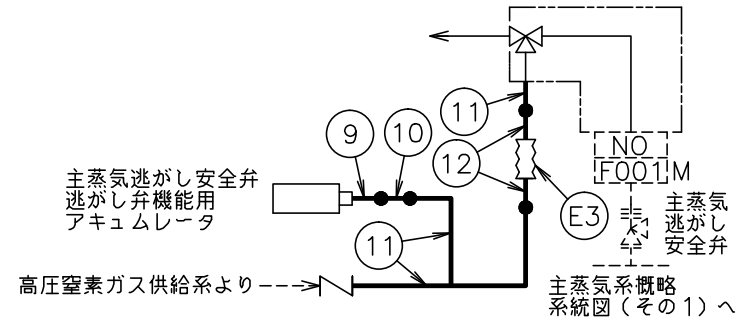 11
NO
F001 M
9
10
12
主蒸気逃がし安全弁
逃がし弁機能用
アキュムレータ
E3
主蒸気
逃がし
安全弁
11
高圧窒素ガス供給系より
主蒸気系概略
系統図（その1）へ